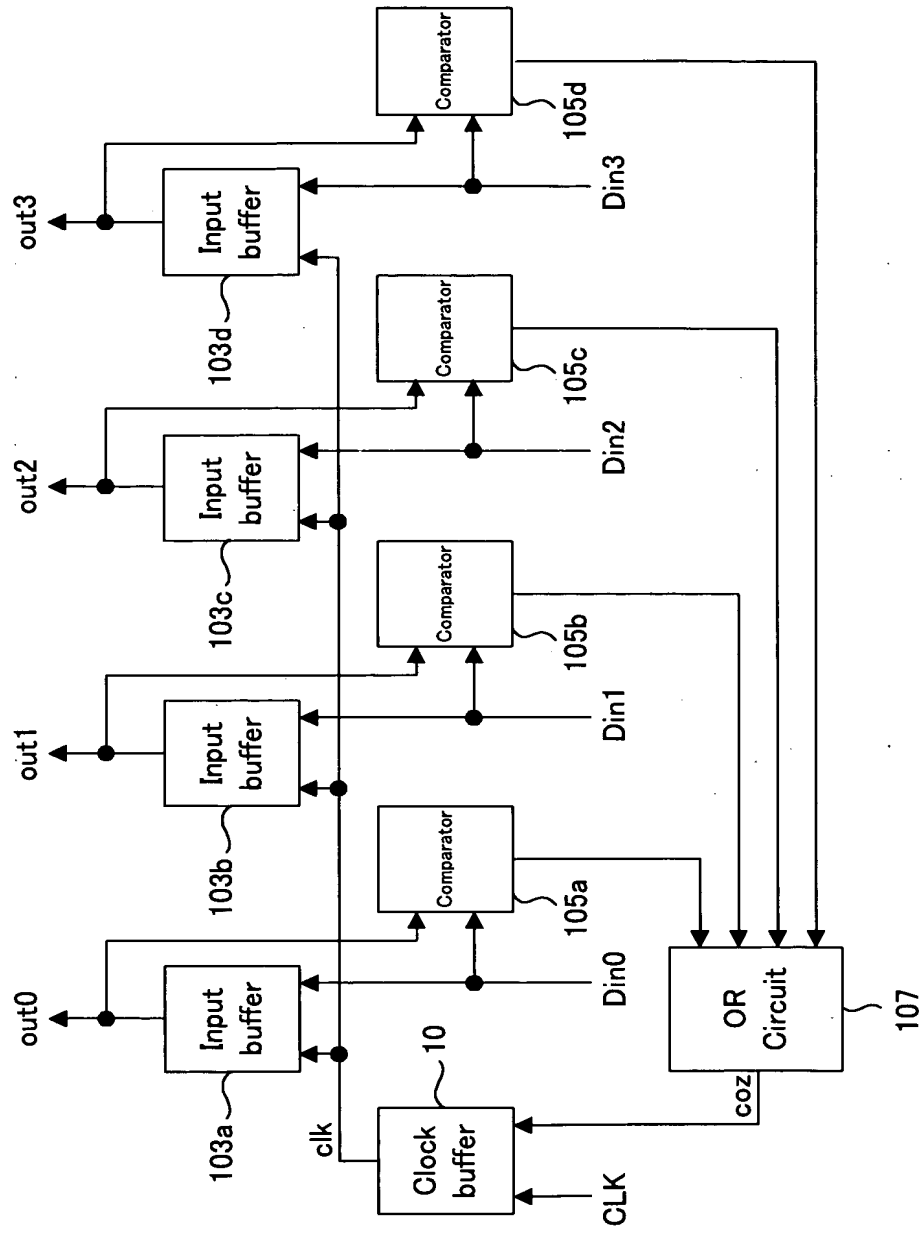 out0
out1
out2
out3
Input
buffer
Input
buffer
Input
buffer
Input
buffer
103a
103b
103c
103d
clk
10
Clock
buffer
Comparator
Comparator
Comparator
Comparator
105a
105b
105c
105d
CLK
Din0
Din1
Din2
Din3
coz
OR
Circuit
107